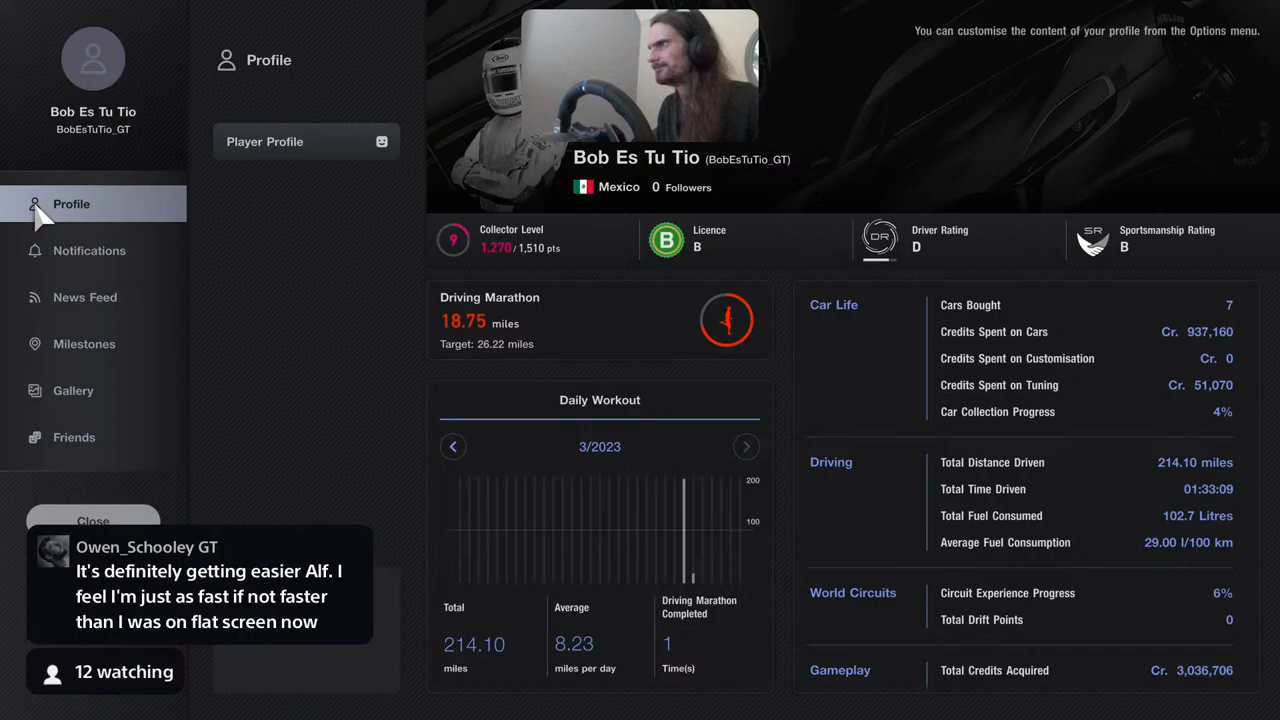 You can customise the content of your profile from the Options menu.
Bob Es Tu Tio
BobEsTuTio_GT
Profile
Notifications
News Feed
Milestones
Gallery
Friends
Close
Profile
Player Profile
Bob Es Tu Tio (BobEsTuTio_GT)
Mexico 0 Followers
9 Collector Level
1,270 / 1,510 pts
B Licence
B
DR Driver Rating
D
SR Sportsmanship Rating
B
Driving Marathon
18.75 miles
Target: 26.22 miles
Daily Workout
3/2023
200
100
Total
214.10
miles
Average
8.23
miles per day
Driving Marathon
Completed
1
Time(s)
Car Life
Cars Bought 7
Credits Spent on Cars Cr. 937,160
Credits Spent on Customisation Cr. 0
Credits Spent on Tuning Cr. 51,070
Car Collection Progress 4%
Driving
Total Distance Driven 214.10 miles
Total Time Driven 01:33:09
Total Fuel Consumed 102.7 Litres
Average Fuel Consumption 29.00 l/100 km
World Circuits
Circuit Experience Progress 6%
Total Drift Points 0
Gameplay
Total Credits Acquired Cr. 3,036,706
Owen_Schooley GT
It's definitely getting easier Alf. I
feel I'm just as fast if not faster
than I was on flat screen now
12 watching